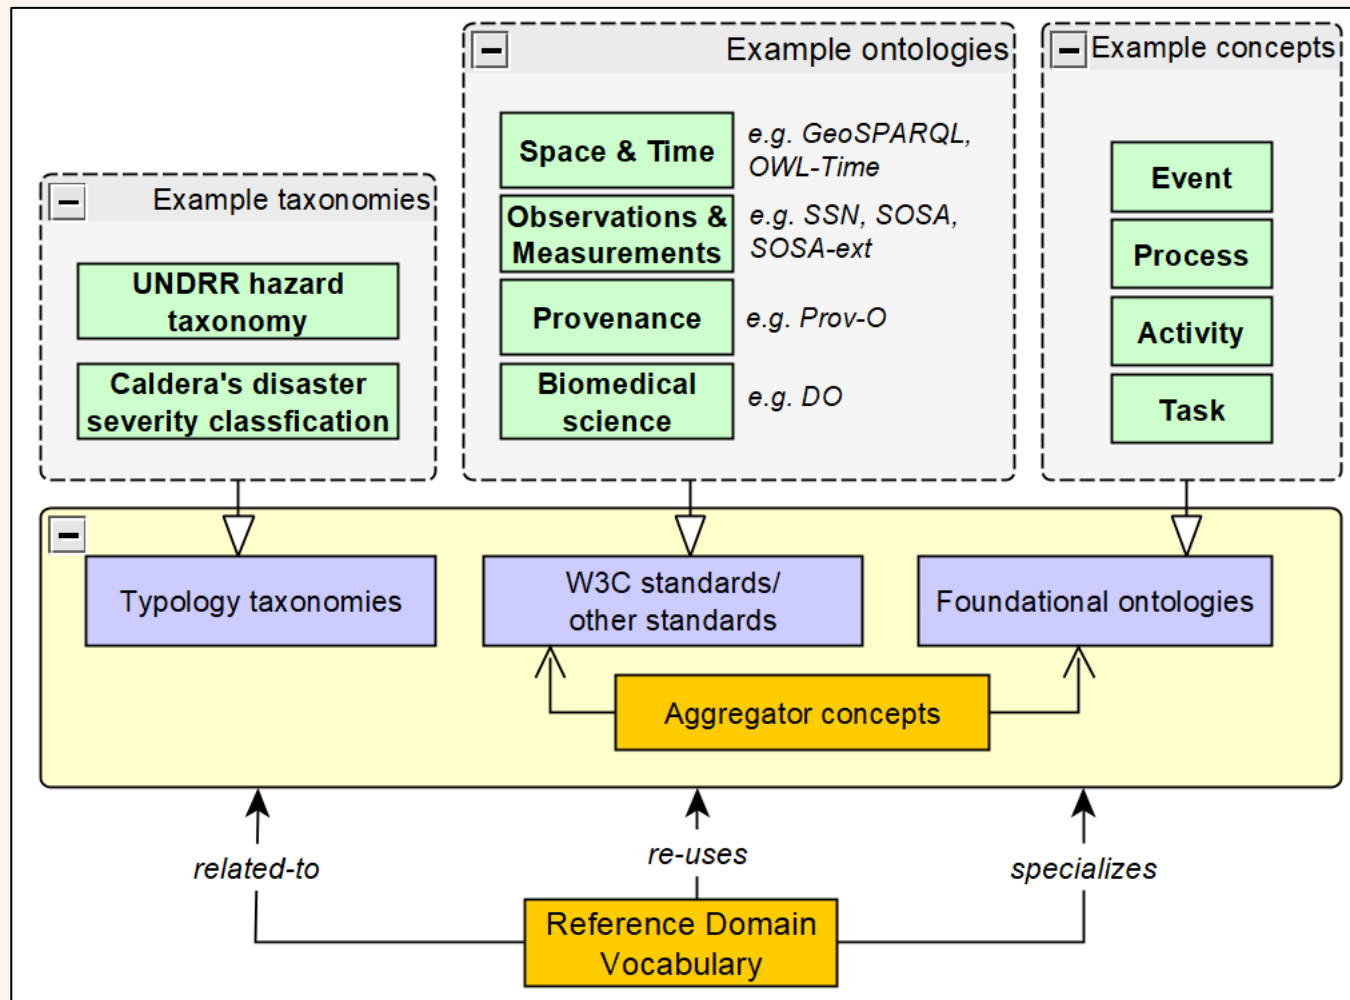 Example taxonomies
UNDRR hazard
taxonomy
Caldera's disaster
severity classfication
Example ontologies
Space & Time
e.g. GeoSPARQL,
OWL-Time
Observations &
Measurements
e.g. SSN, SOSA,
SOSA-ext
Provenance
e.g. Prov-O
Biomedical
science
e.g. DO
Example concepts
Event
Process
Activity
Task
Typology taxonomies
W3C standards/
other standards
Foundational ontologies
Aggregator concepts
related-to
re-uses
specializes
Reference Domain
Vocabulary